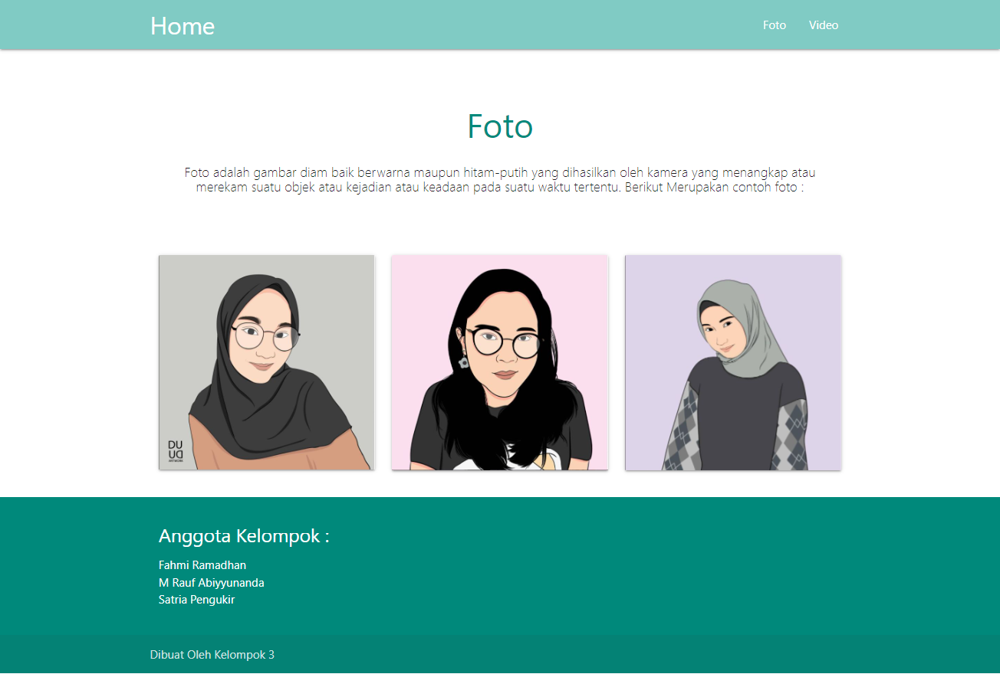 Home
Foto
Video
Foto
Foto adalah gambar diam baik berwarna maupun hitam-putih yang dihasilkan oleh kamera yang menangkap atau
merekam suatu objek atau kejadian atau keadaan pada suatu waktu tertentu. Berikut Merupakan contoh foto :
DU
UD
ARTWORK
Anggota Kelompok :
Fahmi Ramadhan
M Rauf Abiyyunanda
Satria Pengukir
Dibuat Oleh Kelompok 3